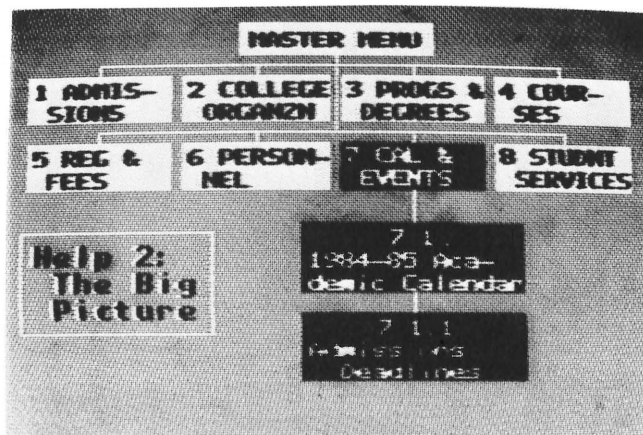 MASTER MENU
1 ADMIS-
SIONS
2 COLLEGE
ORGANZN
3 PROGS &
DEGREES
4 COUR-
SES
5 REG &
FEES
6 PERSON-
NEL
7 CAL &
EVENTS
8 STUDNT
SERVICES
Help 2:
The Big
Picture
7 1.
1984-85 Aca-
demic Calendar
7 1.1
Admissions
Deadlines